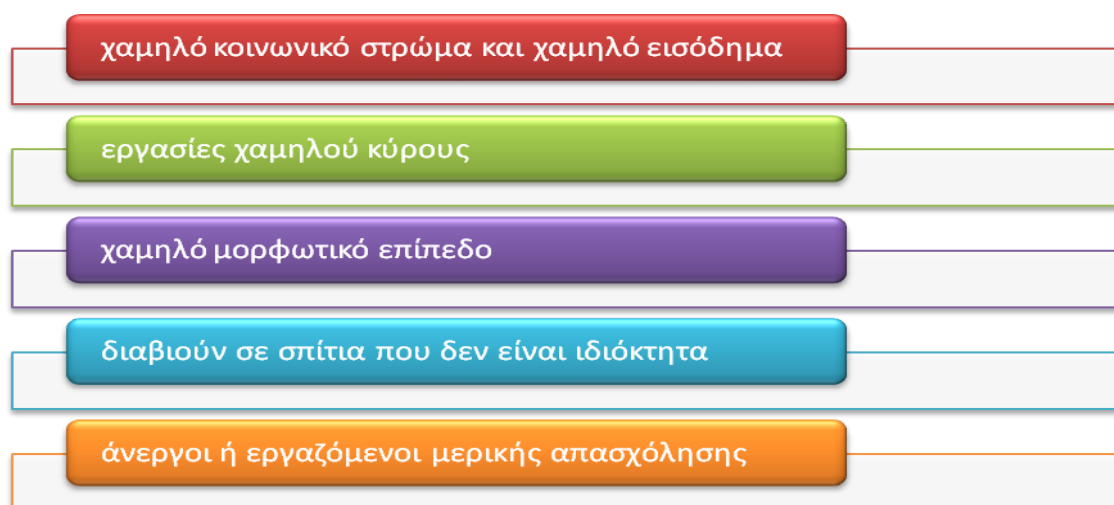 χαμηλό κοινωνικό στρώμα και χαμηλό εισόδημα
εργασίες χαμηλού κύρους
χαμηλό μορφωτικό επίπεδο
διαβιούν σε σπίτια που δεν είναι ιδιόκτητα
άνεργοι ή εργαζόμενοι μερικής απασχόλησης